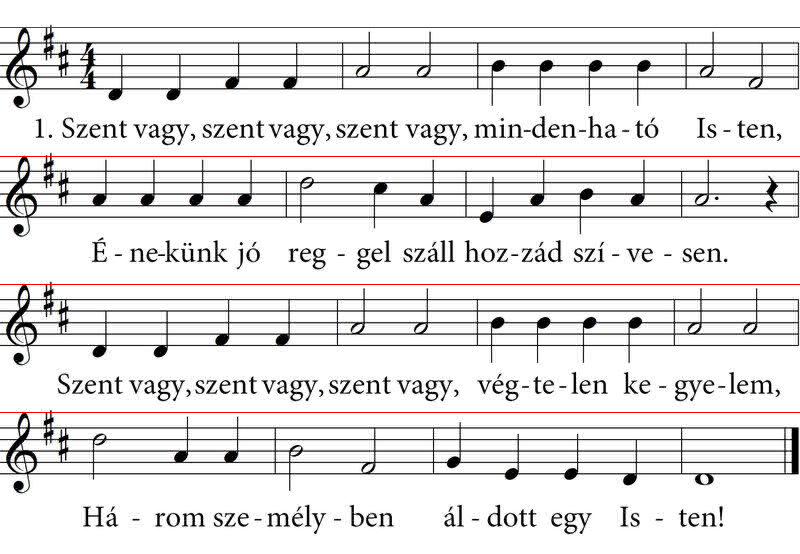 1. Szent vagy, szent vagy, szent vagy, min-den-ha-tó Is-ten,
É-ne-künk jó reg-gel száll hoz-zád szí-ve-sen.
Szent vagy, szent vagy, szent vagy, vég-te-len ke-gye-lem,
Há-rom sze-mély-ben ál-dott egy Is-ten!